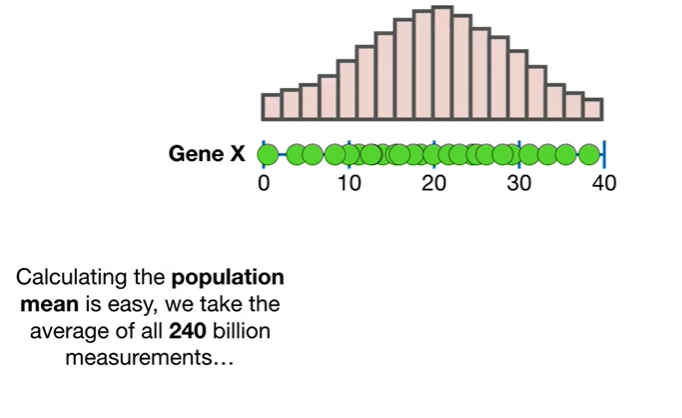 Gene X
0 10 20 30 40
Calculating the population
mean is easy, we take the
average of all 240 billion
measurements…